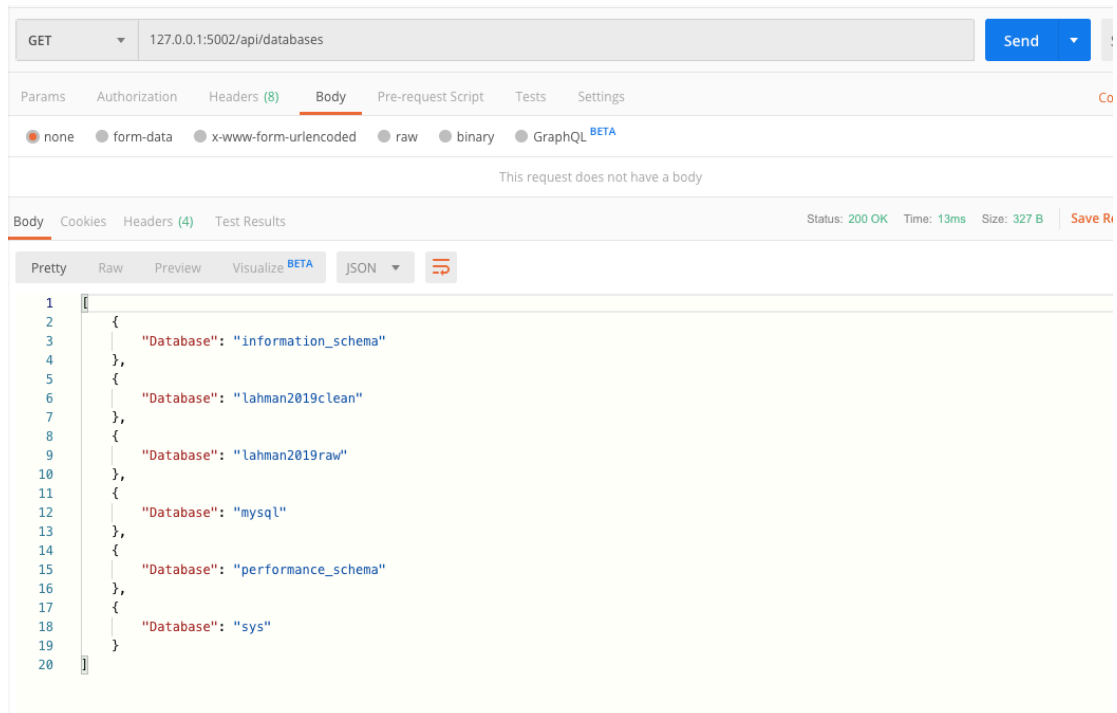 GET 127.0.0.1:5002/api/databases Send
Params Authorization Headers (8) Body Pre-request Script Tests Settings Co
none form-data x-www-form-urlencoded raw binary GraphQL BETA
This request does not have a body
Body Cookies Headers (4) Test Results Status: 200 OK Time: 13ms Size: 327 B Save Re
Pretty Raw Preview Visualize BETA JSON
1 [
2 {
3 "Database": "information_schema"
4 },
5 {
6 "Database": "lahman2019clean"
7 },
8 {
9 "Database": "lahman2019raw"
10 },
11 {
12 "Database": "mysql"
13 },
14 {
15 "Database": "performance_schema"
16 },
17 {
18 "Database": "sys"
19 }
20 ]